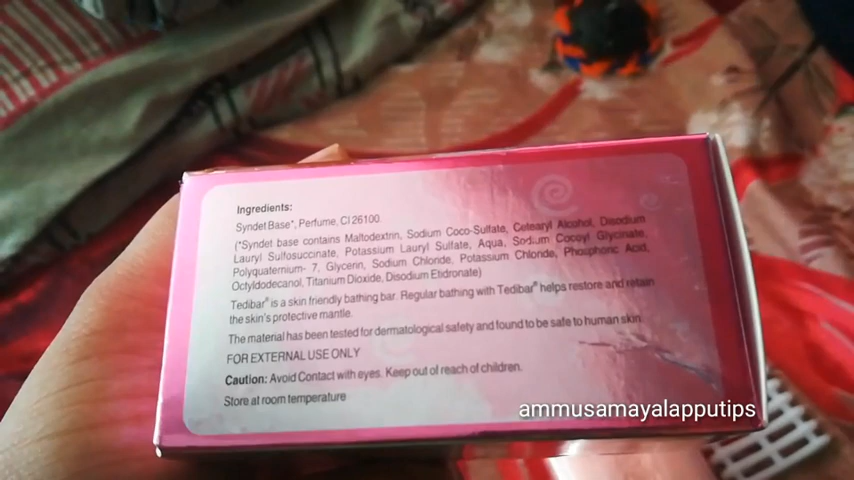 Ingredients:
Syndet Base*, Perfume, CI 26100.
(*Syndet base contains Maltodextrin, Sodium Coco-Sulfate, Cetearyl Alcohol, Disodium
Lauryl Sulfosuccinate, Potassium Lauryl Sulfate, Aqua, Sodium Cocoyl Glycinate,
Polyquaternium- 7, Glycerin, Sodium Chloride, Potassium Chloride, Phosphoric Acid,
Octyldodecanol, Titanium Dioxide, Disodium Etidronate)
Tedibar® is a skin friendly bathing bar. Regular bathing with Tedibar® helps restore and retain
the skin's protective mantle.
The material has been tested for dermatological safety and found to be safe to human skin.
FOR EXTERNAL USE ONLY
Caution: Avoid Contact with eyes. Keep out of reach of children.
Store at room temperature
ammusamayalapputips